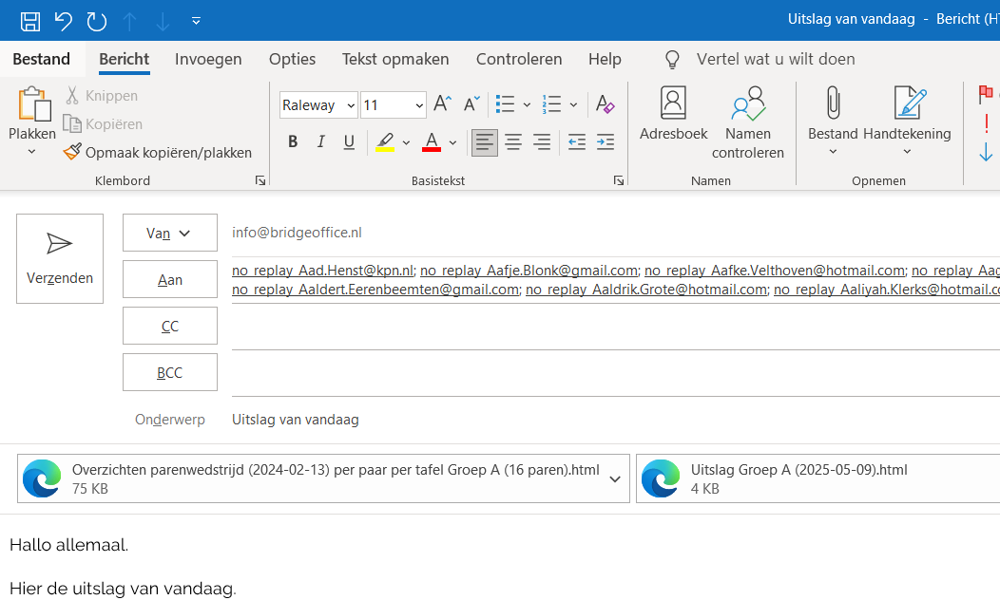 Uitslag van vandaag - Bericht (HT
Bestand Bericht Invoegen Opties Tekst opmaken Controleren Help Vertel wat u wilt doen
Plakken
Knippen
Kopiëren
Opmaak kopiëren/plakken
Klembord
Raleway 11
B I U
Basistekst
Adresboek
Namen controleren
Namen
Bestand
Handtekening
Opnemen
Verzenden
Van info@bridgeoffice.nl
Aan no_replay_Aad.Henst@kpn.nl; no_replay_Aafje.Blonk@gmail.com; no_replay_Aafke.Velthoven@hotmail.com; no_replay_Aag
no_replay_Aaldert.Eerenbeemten@gmail.com; no_replay_Aaldrik.Grote@hotmail.com; no_replay_Aaliyah.Klerks@hotmail.co
CC
BCC
Onderwerp Uitslag van vandaag
Overzichten parenwedstrijd (2024-02-13) per paar per tafel Groep A (16 paren).html
75 KB
Uitslag Groep A (2025-05-09).html
4 KB
Hallo allemaal.
Hier de uitslag van vandaag.